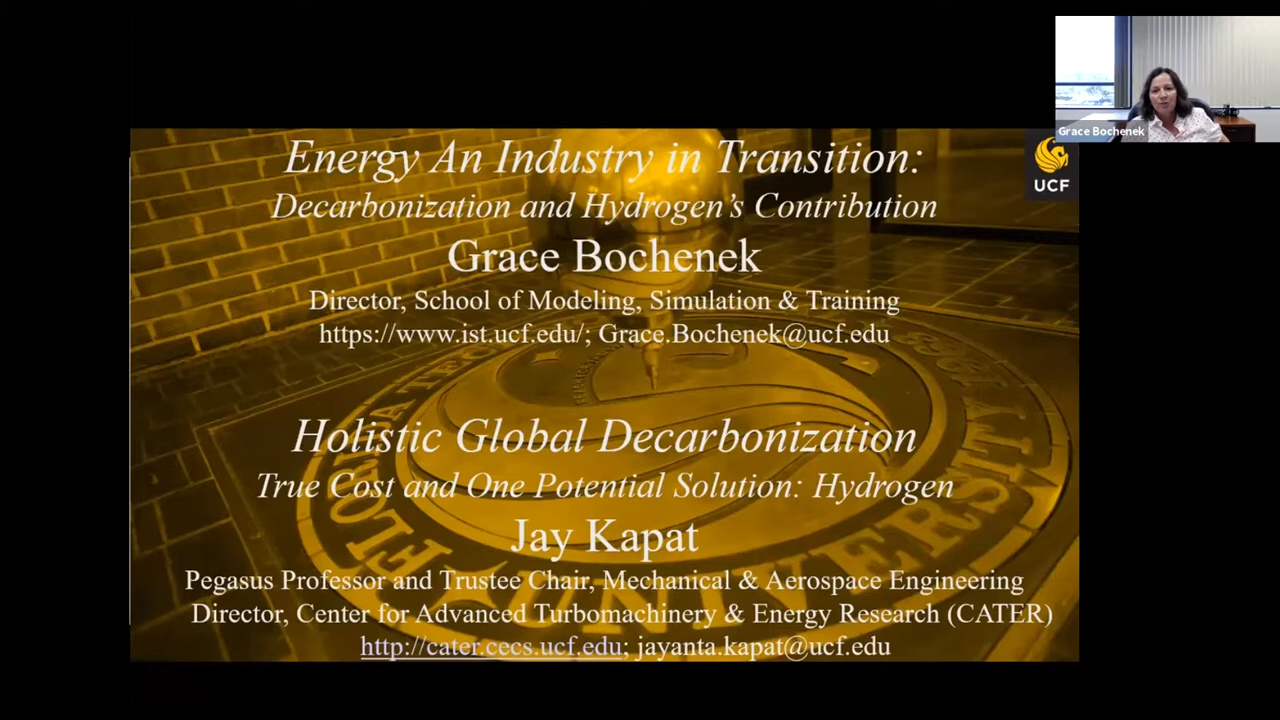 Grace Bochenek
UCF
Energy An Industry in Transition:
Decarbonization and Hydrogen's Contribution
Grace Bochenek
Director, School of Modeling, Simulation & Training
https://www.ist.ucf.edu/; Grace.Bochenek@ucf.edu
Holistic Global Decarbonization
True Cost and One Potential Solution: Hydrogen
Jay Kapat
Pegasus Professor and Trustee Chair, Mechanical & Aerospace Engineering
Director, Center for Advanced Turbomachinery & Energy Research (CATER)
http://cater.cecs.ucf.edu; jayanta.kapat@ucf.edu
UNIVERSITY